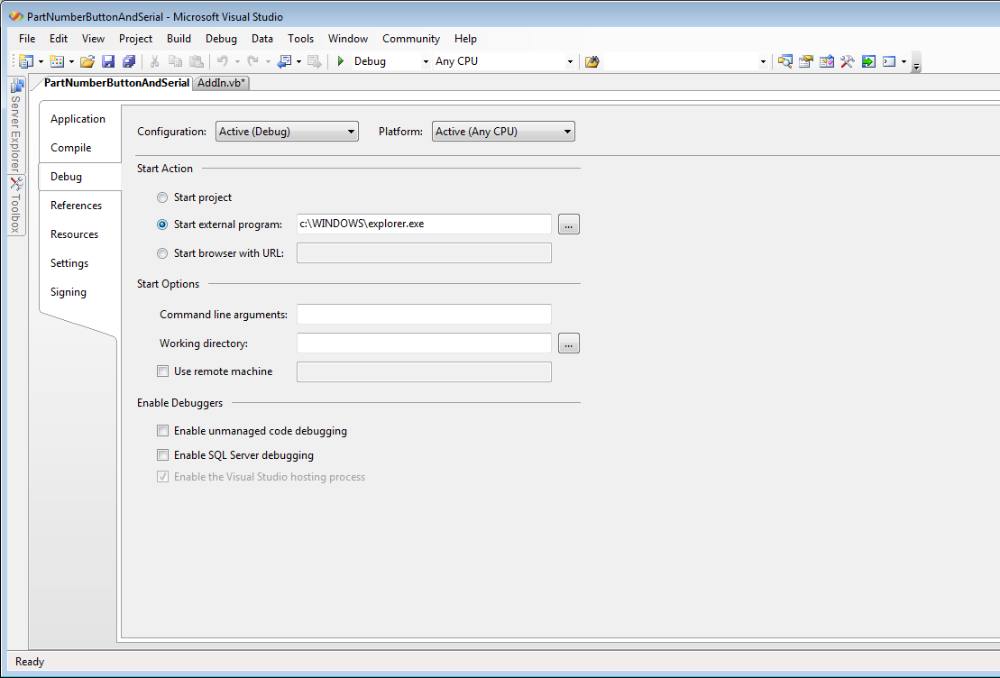 PartNumberButtonAndSerial - Microsoft Visual Studio
File Edit View Project Build Debug Data Tools Window Community Help
Debug Any CPU
PartNumberButtonAndSerial AddIn.vb*
Server Explorer
Toolbox
Application
Compile
Debug
References
Resources
Settings
Signing
Configuration: Active (Debug) Platform: Active (Any CPU)
Start Action
Start project
Start external program: c:\WINDOWS\explorer.exe ...
Start browser with URL:
Start Options
Command line arguments:
Working directory: ...
Use remote machine
Enable Debuggers
Enable unmanaged code debugging
Enable SQL Server debugging
Enable the Visual Studio hosting process
Ready